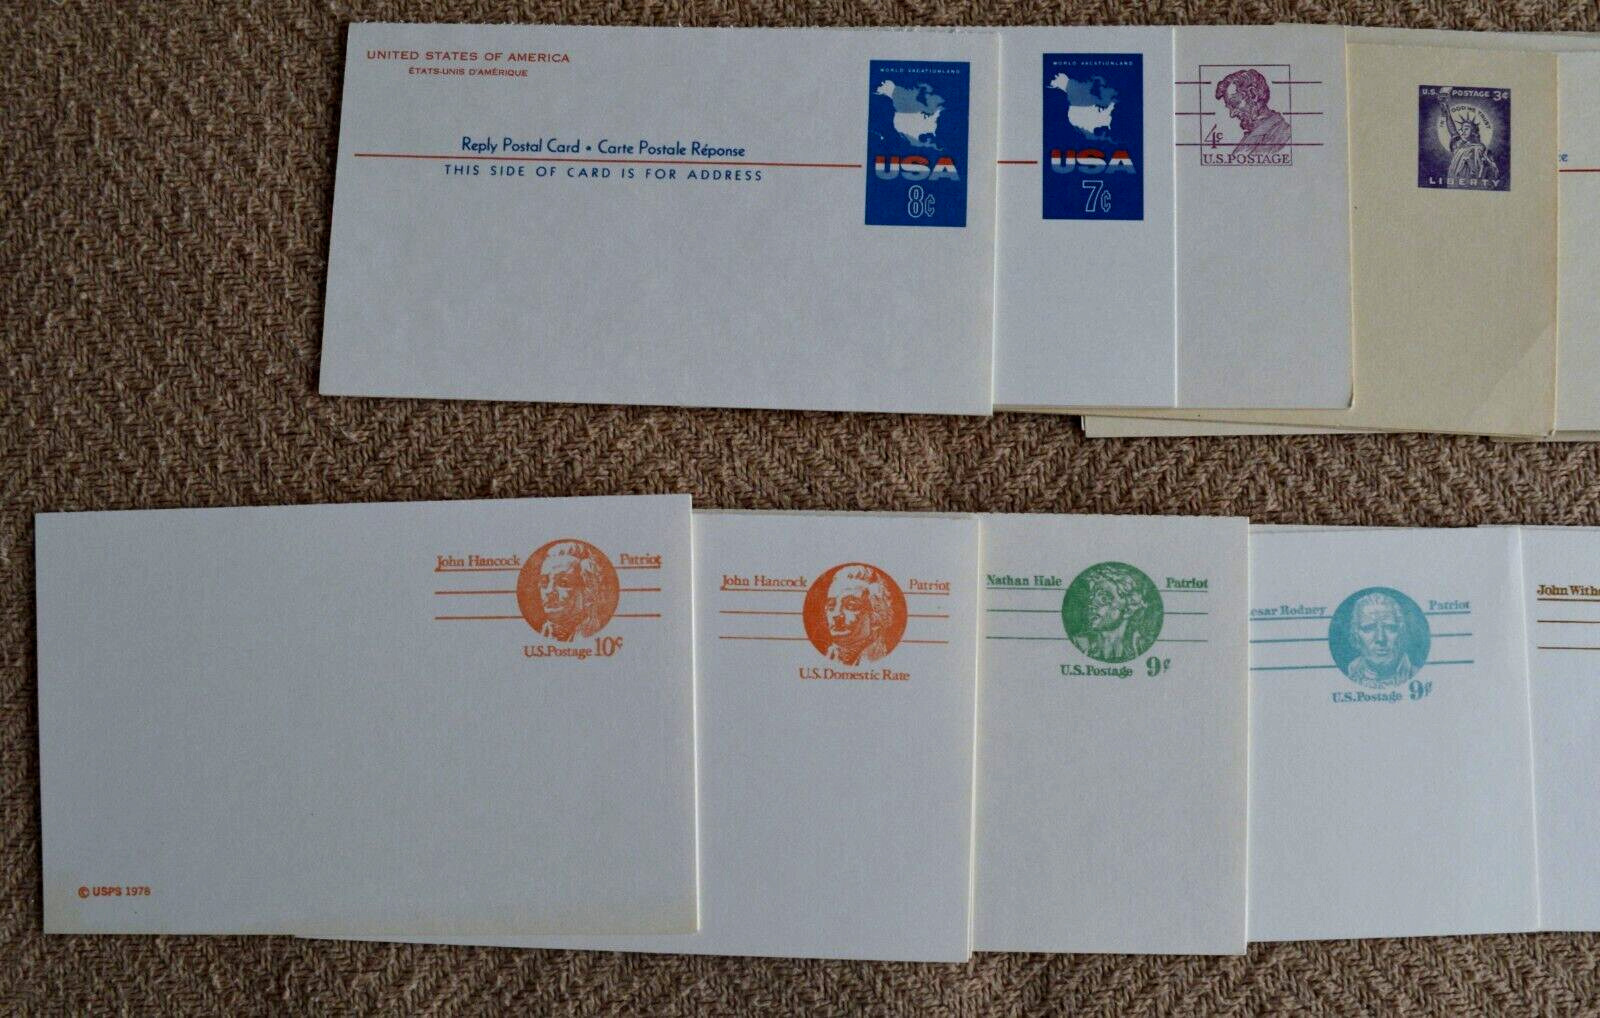 UNITED STATES OF AMERICA
ÉTATS-UNIS D'AMÉRIQUE
Reply Postal Card • Carte Postale Réponse
THIS SIDE OF CARD IS FOR ADDRESS
WORLD VACATIONLAND
USA
8¢
WORLD VACATIONLAND
USA
7¢
4¢
U.S. POSTAGE
U.S. POSTAGE 3¢
IN GOD WE TRUST
LIBERTY
John Hancock Patriot
U.S. Postage 10¢
© USPS 1978
John Hancock Patriot
U.S. Domestic Rate
Nathan Hale Patriot
U.S. Postage 9¢
esar Rodney Patriot
U.S. Postage 9¢
John Withe